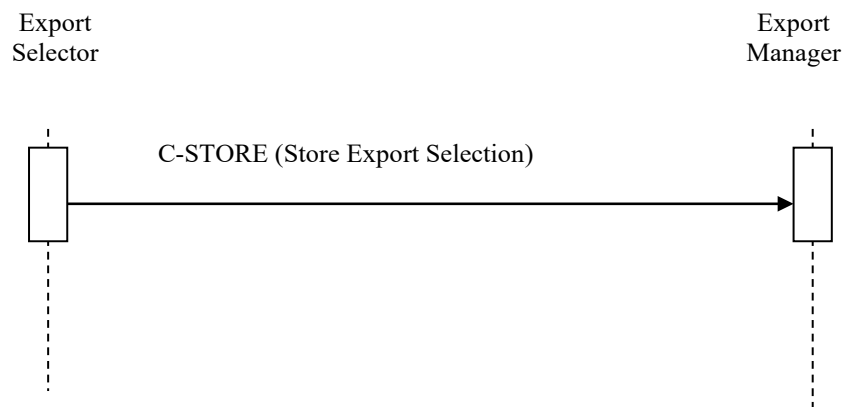 Export
Selector
Export
Manager
C-STORE (Store Export Selection)